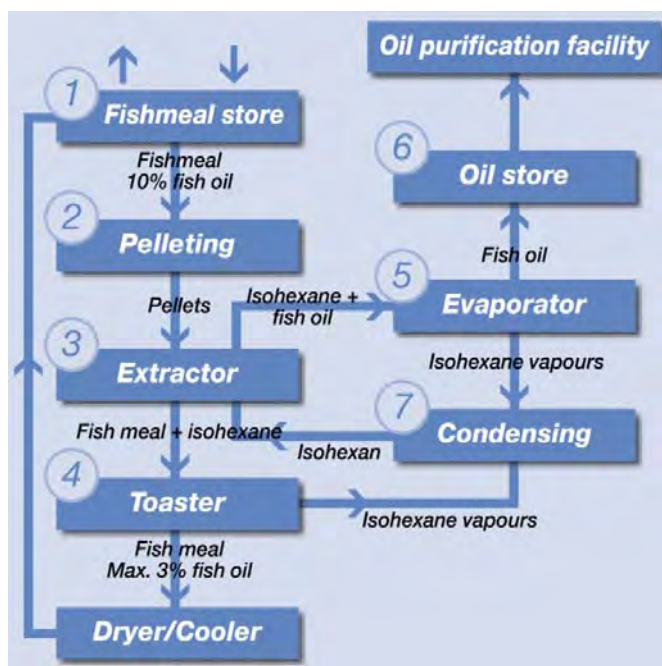 Oil purification facility
1
Fishmeal store
Fishmeal
10% fish oil
6
Oil store
2
Pelleting
Fish oil
Pellets
Isohexane +
fish oil
5
Evaporator
3
Extractor
Isohexane vapours
Fish meal + isohexane
Isohexan
7
Condensing
4
Toaster
Isohexane vapours
Fish meal
Max. 3% fish oil
Dryer/Cooler